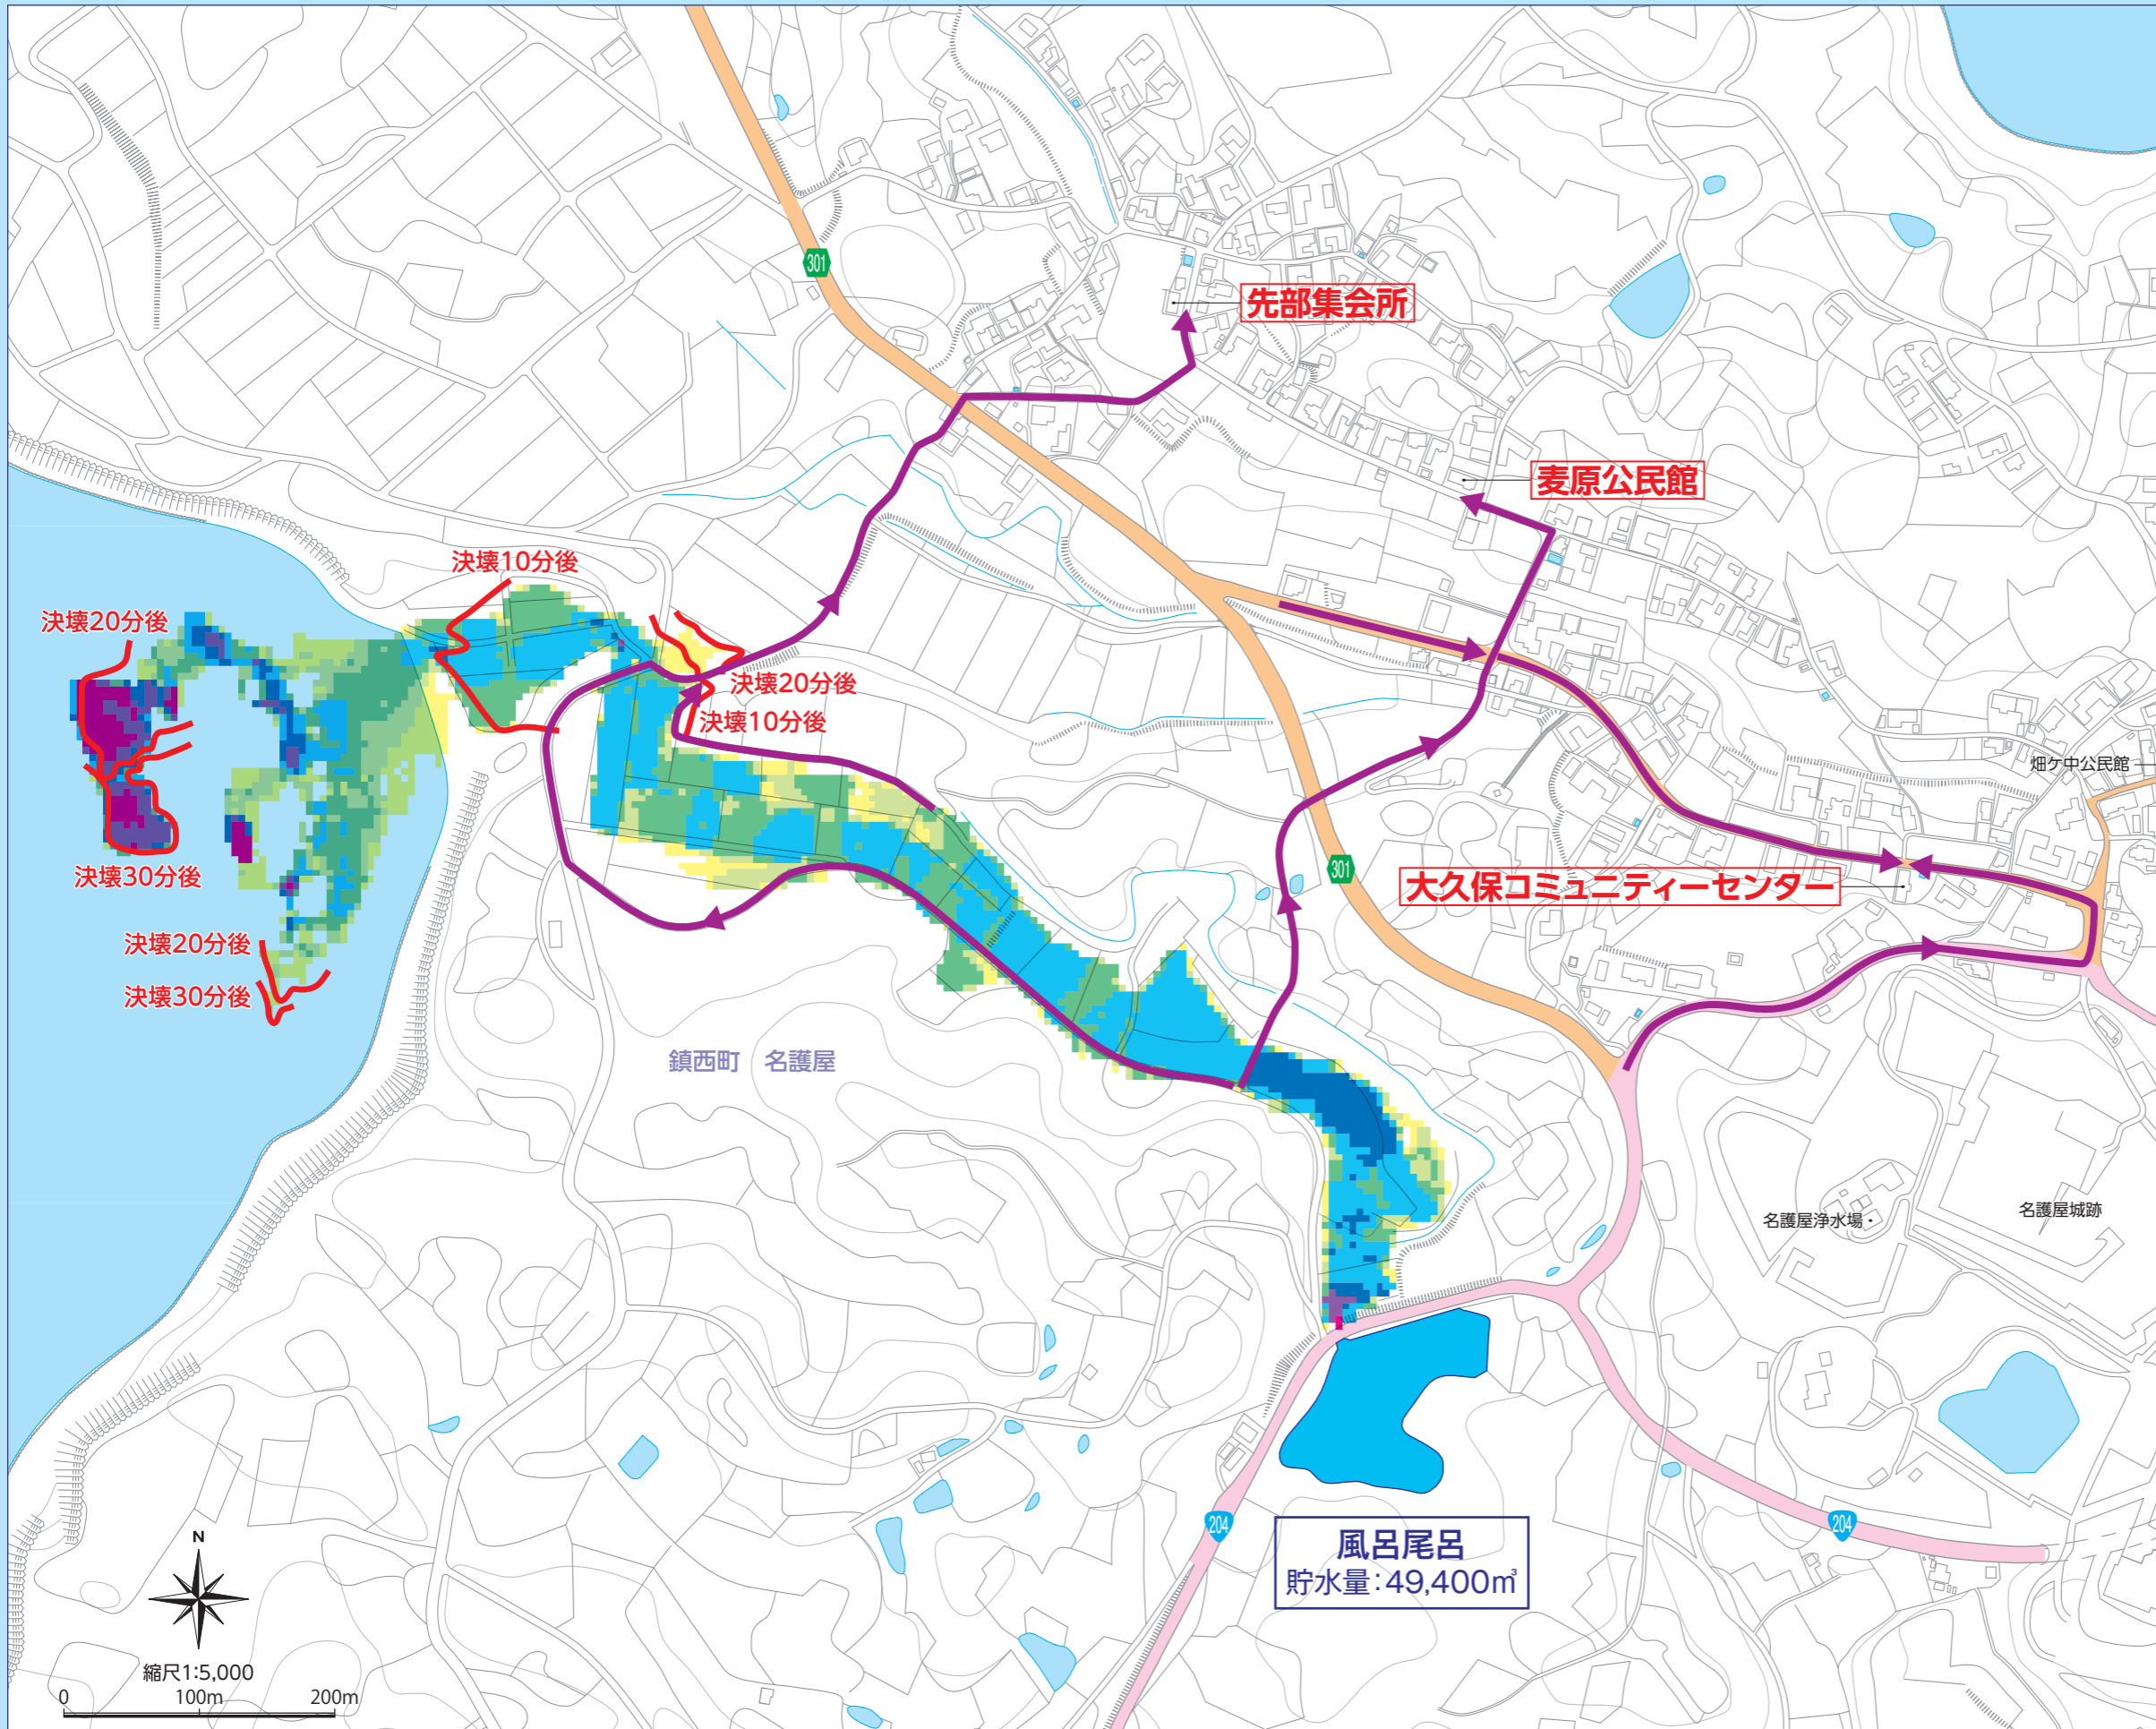 301
先部集会所
麦原公民館
決壊10分後
決壊20分後
決壊20分後
決壊10分後
畑ケ中公民館
301
大久保コミュニティーセンター
決壊30分後
決壊20分後
決壊30分後
鎮西町 名護屋
名護屋浄水場・
名護屋城跡
204
204
風呂尾呂
貯水量:49,400㎥
N
縮尺1:5,000
0 100m 200m